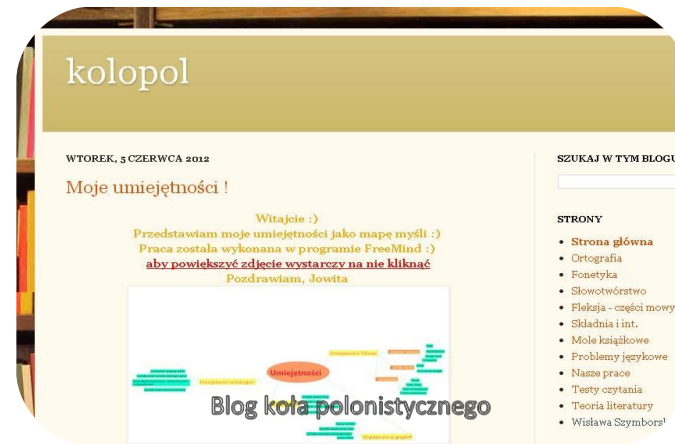 kolopol
WTOREK, 5 CZERWCA 2012
Moje umiejętności !
Witajcie :)
Przedstawiam moje umiejętności jako mapę myśli :)
Praca została wykonana w programie FreeMind :)
aby powiększyć zdjęcie wystarczy na nie kliknąć
Pozdrawiam, Jowita
Umiejętności
Blog koła polonistycznego
SZUKAJ W TYM BLOGU
STRONY
Strona główna
Ortografia
Fonetyka
Słowotwórstwo
Fleksja - części mowy
Składnia i int.
Mole książkowe
Problemy językowe
Nasze prace
Testy czytania
Teoria literatury
Wisława